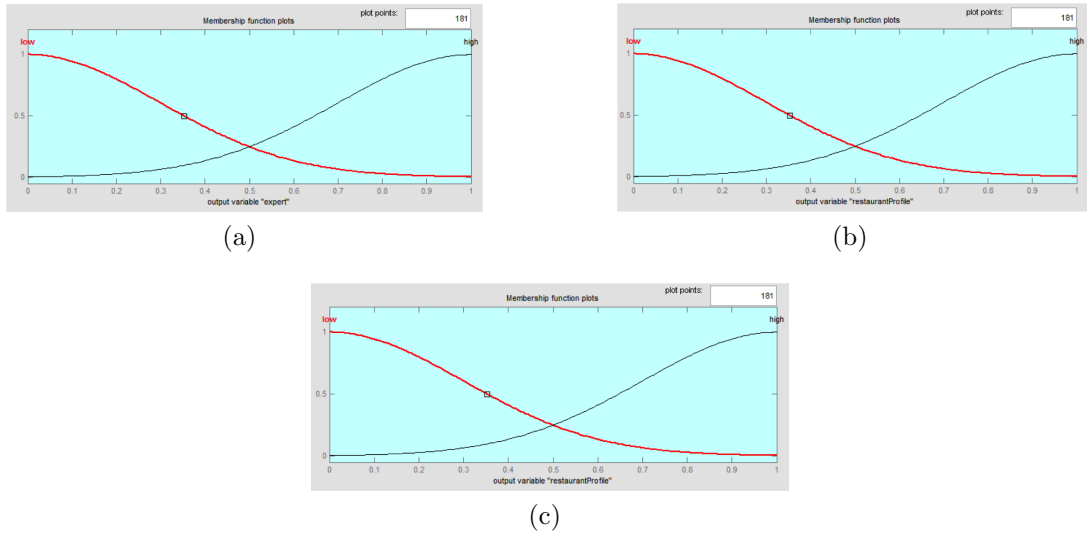 plot points: 181
Membership function plots
low high
1
0.5
0
0 0.1 0.2 0.3 0.4 0.5 0.6 0.7 0.8 0.9 1
output variable "expert"
(a)
plot points: 181
Membership function plots
low high
1
0.5
0
0 0.1 0.2 0.3 0.4 0.5 0.6 0.7 0.8 0.9 1
output variable "restaurantProfile"
(b)
plot points: 181
Membership function plots
low high
1
0.5
0
0 0.1 0.2 0.3 0.4 0.5 0.6 0.7 0.8 0.9 1
output variable "restaurantProfile"
(c)